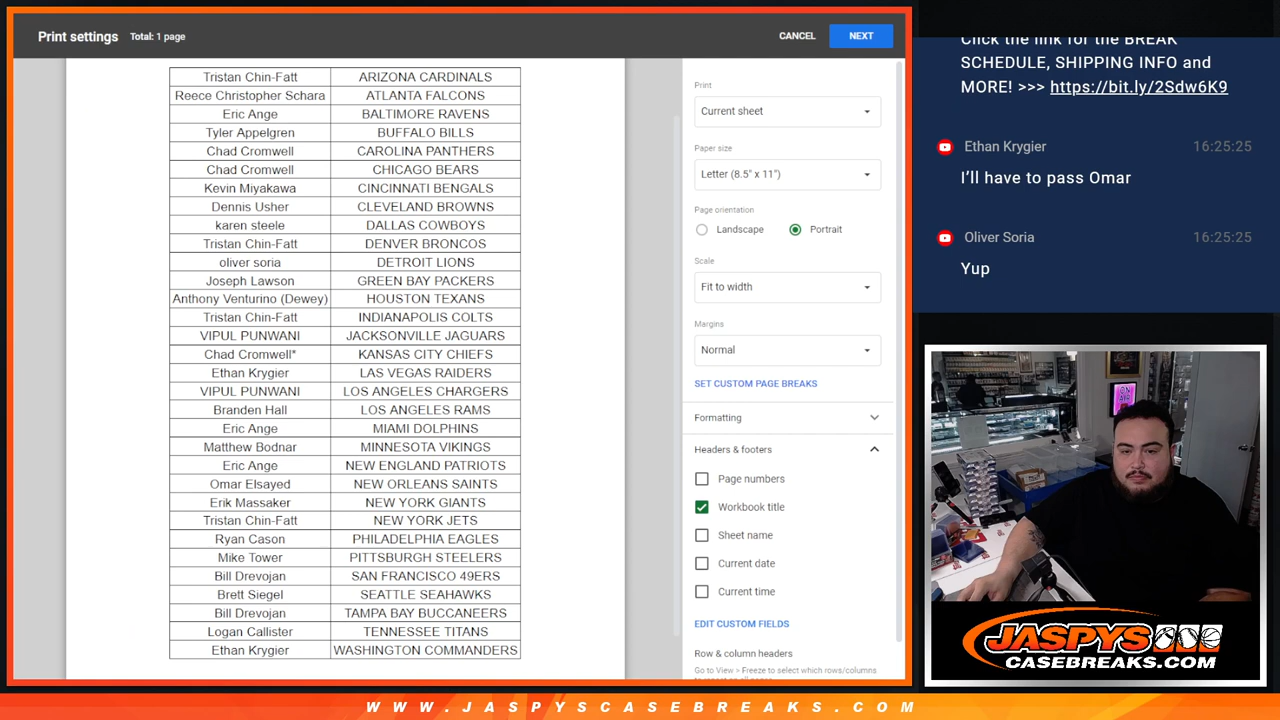 Print settings Total: 1 page CANCEL NEXT
Tristan Chin-Fatt ARIZONA CARDINALS
Reece Christopher Schara ATLANTA FALCONS
Eric Ange BALTIMORE RAVENS
Tyler Appelgren BUFFALO BILLS
Chad Cromwell CAROLINA PANTHERS
Chad Cromwell CHICAGO BEARS
Kevin Miyakawa CINCINNATI BENGALS
Dennis Usher CLEVELAND BROWNS
karen steele DALLAS COWBOYS
Tristan Chin-Fatt DENVER BRONCOS
oliver soria DETROIT LIONS
Joseph Lawson GREEN BAY PACKERS
Anthony Venturino (Dewey) HOUSTON TEXANS
Tristan Chin-Fatt INDIANAPOLIS COLTS
VIPUL PUNWANI JACKSONVILLE JAGUARS
Chad Cromwell* KANSAS CITY CHIEFS
Ethan Krygier LAS VEGAS RAIDERS
VIPUL PUNWANI LOS ANGELES CHARGERS
Branden Hall LOS ANGELES RAMS
Eric Ange MIAMI DOLPHINS
Matthew Bodnar MINNESOTA VIKINGS
Eric Ange NEW ENGLAND PATRIOTS
Omar Elsayed NEW ORLEANS SAINTS
Erik Massaker NEW YORK GIANTS
Tristan Chin-Fatt NEW YORK JETS
Ryan Cason PHILADELPHIA EAGLES
Mike Tower PITTSBURGH STEELERS
Bill Drevojan SAN FRANCISCO 49ERS
Brett Siegel SEATTLE SEAHAWKS
Bill Drevojan TAMPA BAY BUCCANEERS
Logan Callister TENNESSEE TITANS
Ethan Krygier WASHINGTON COMMANDERS
Print
Current sheet
Paper size
Letter (8.5" x 11")
Page orientation
Landscape Portrait
Scale
Fit to width
Margins
Normal
SET CUSTOM PAGE BREAKS
Formatting
Headers & footers
Page numbers
Workbook title
Sheet name
Current date
Current time
EDIT CUSTOM FIELDS
Row & column headers
Go to View > Freeze to select which rows/columns
Click the link for the BREAK
SCHEDULE, SHIPPING INFO and
MORE! >>> https://bit.ly/2Sdw6K9
Ethan Krygier 16:25:25
I'll have to pass Omar
Oliver Soria 16:25:25
Yup
ON AIR
JASPYS
CASEBREAKS.COM
WWW.JASPYSCASEBREAKS.COM